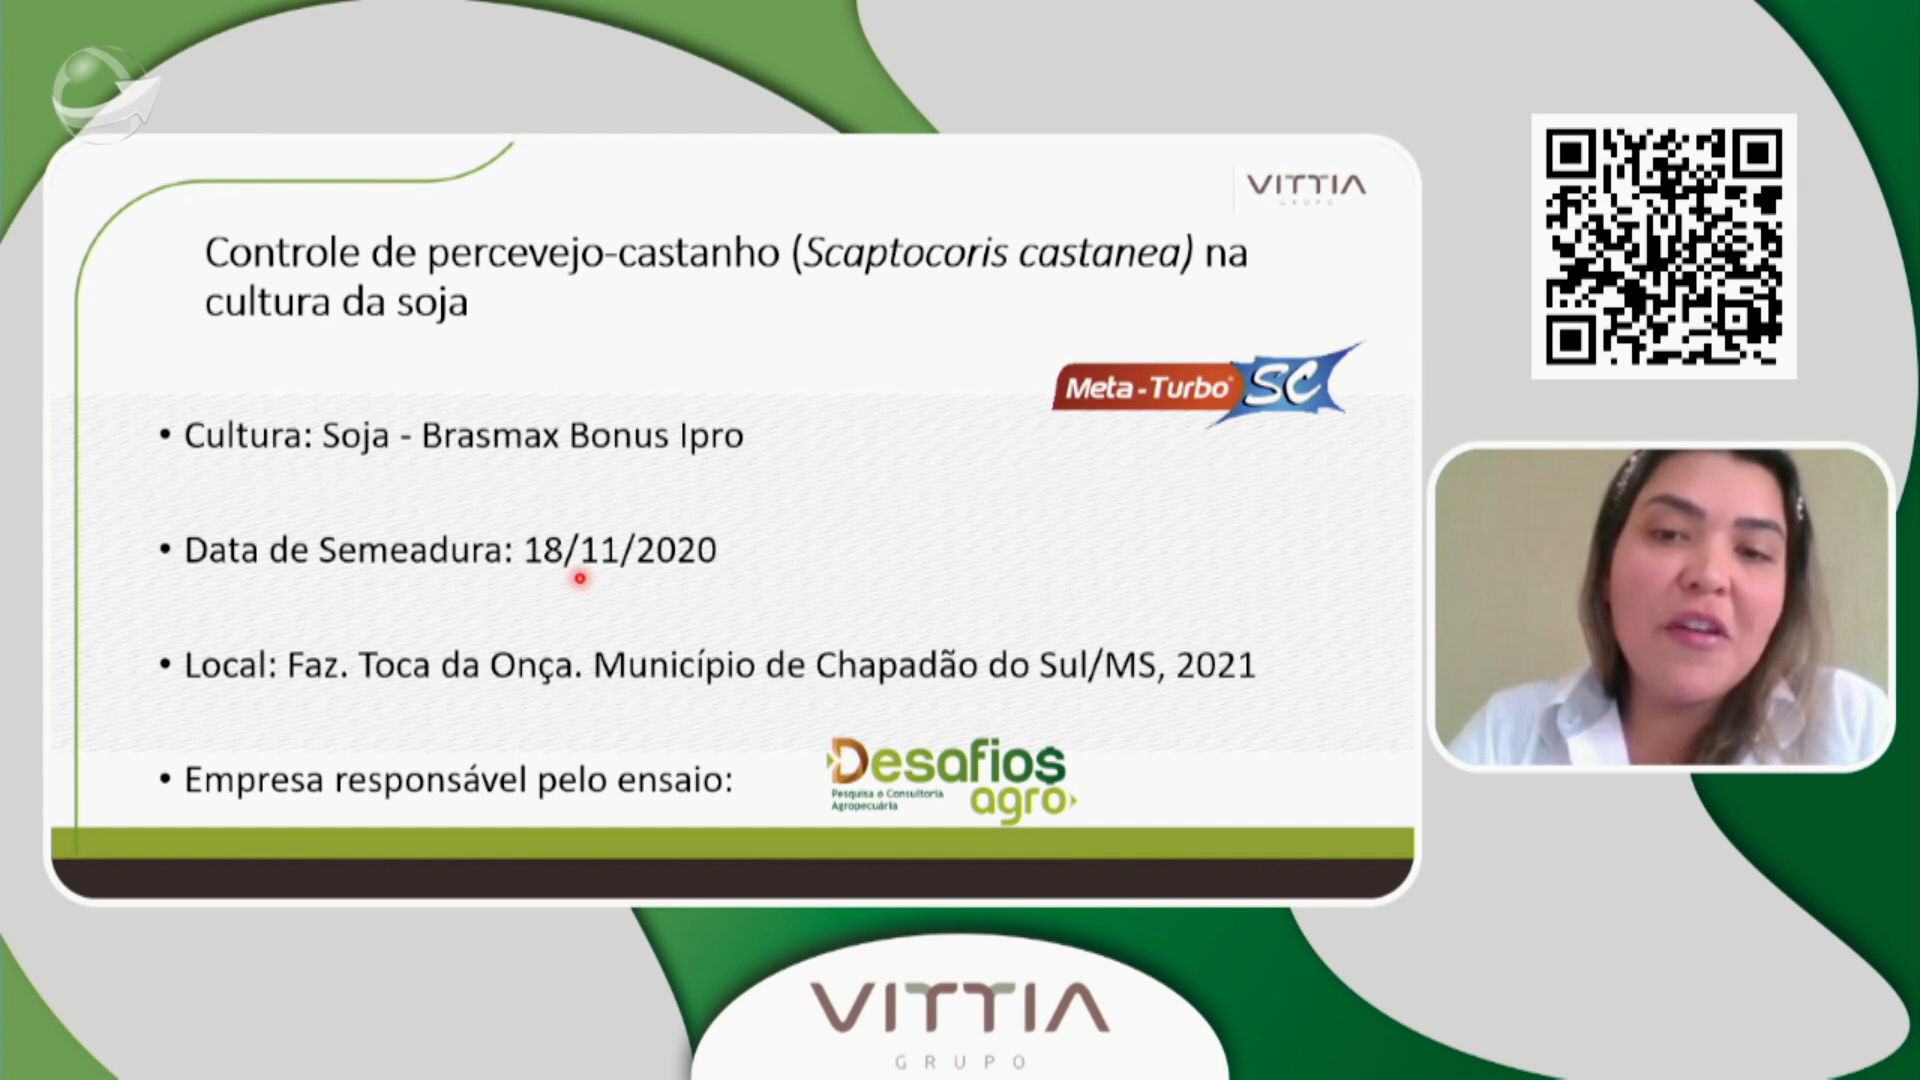 VITTIA
GRUPO
Controle de percevejo-castanho (Scaptocoris castanea) na
cultura da soja
Meta-Turbo® SC
• Cultura: Soja - Brasmax Bonus Ipro
• Data de Semeadura: 18/11/2020
• Local: Faz. Toca da Onça. Município de Chapadão do Sul/MS, 2021
• Empresa responsável pelo ensaio:
Desafios
agro
Pesquisa e Consultoria
Agropecuária
VITTIA
GRUPO